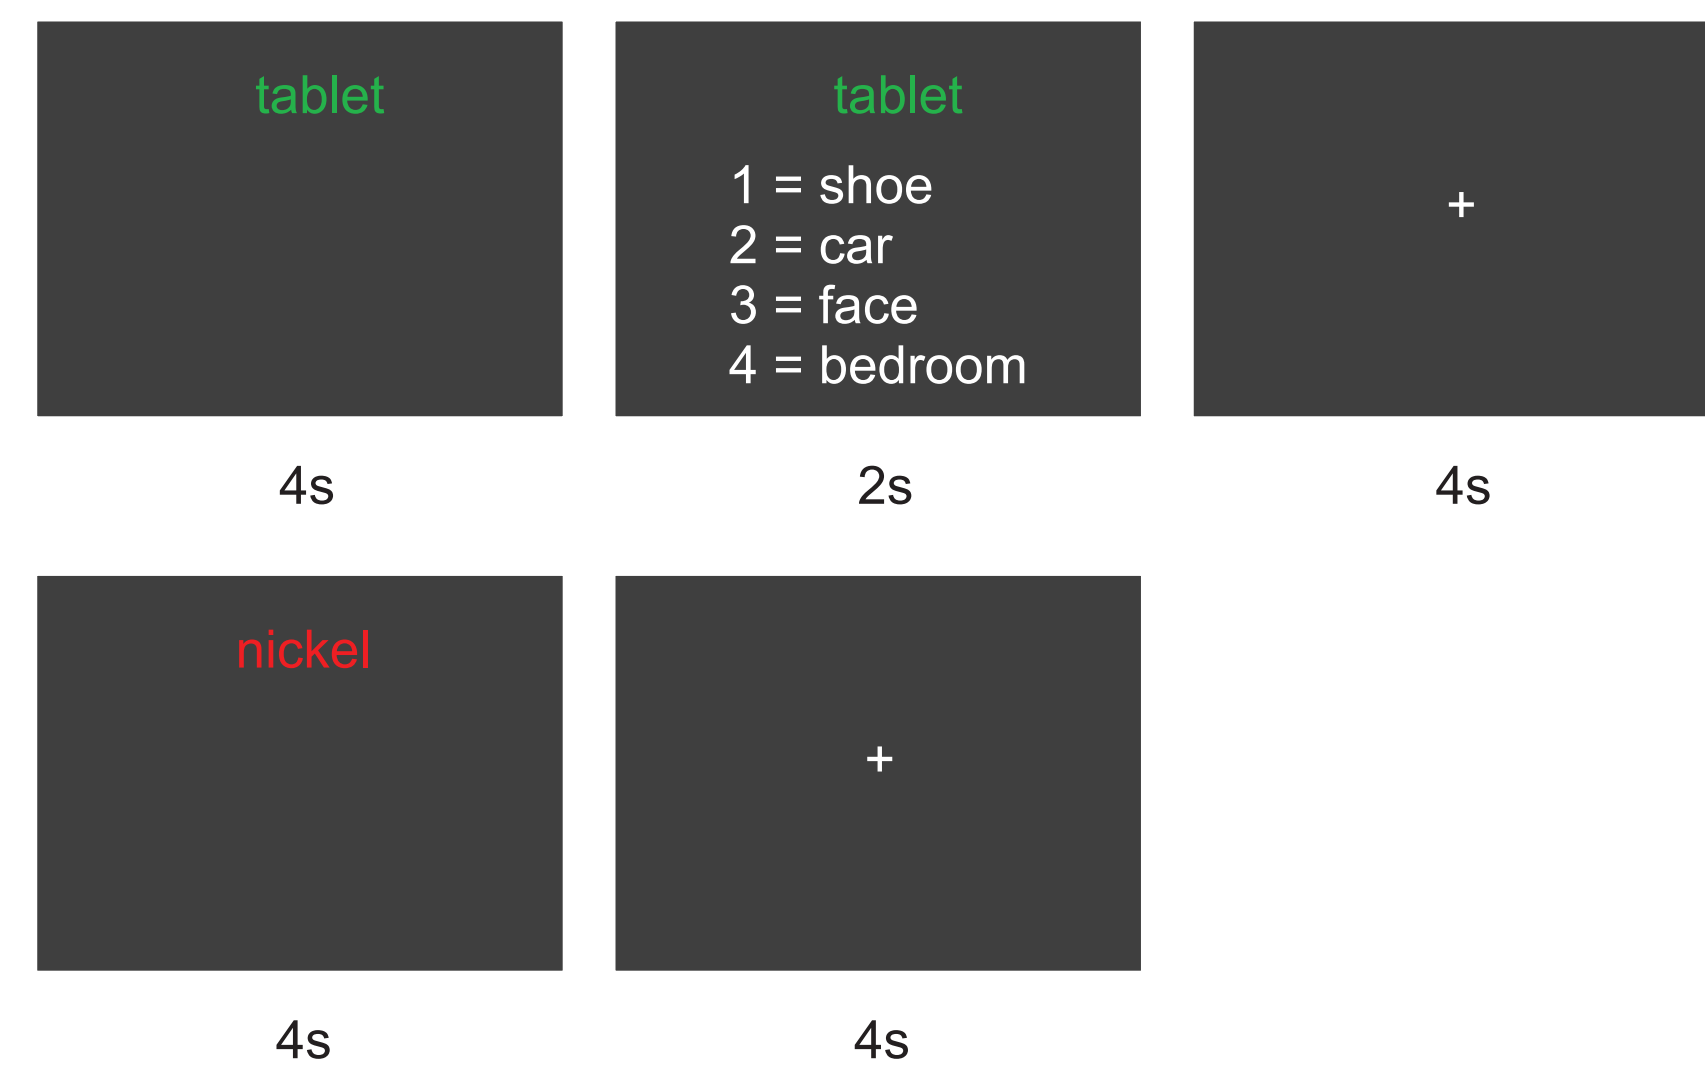 tablet
tablet
1 = shoe
2 = car
3 = face
4 = bedroom
+
4s
2s
4s
nickel
+
4s
4s